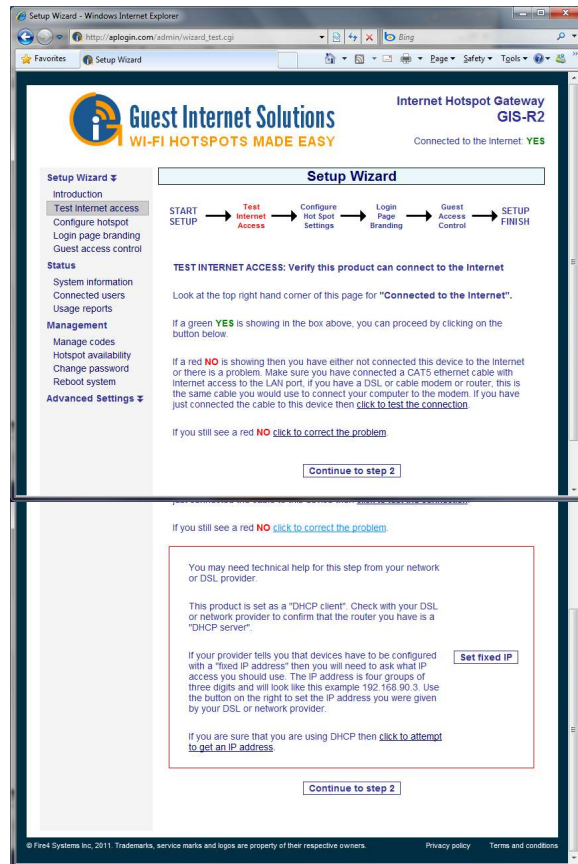 Setup Wizard - Windows Internet Explorer
http://aplogin.com/admin/wizard_test.cgi
Bing
Favorites
Setup Wizard
Page
Safety
Tools
Guest Internet Solutions
WI-FI HOTSPOTS MADE EASY
Internet Hotspot Gateway
GIS-R2
Connected to the Internet: YES
Setup Wizard
Introduction
Test Internet access
Configure hotspot
Login page branding
Guest access control
Status
System information
Connected users
Usage reports
Management
Manage codes
Hotspot availability
Change password
Reboot system
Advanced Settings
Setup Wizard
START
SETUP
Test
Internet
Access
Configure
Hot Spot
Settings
Login
Page
Branding
Guest
Access
Control
SETUP
FINISH
TEST INTERNET ACCESS: Verify this product can connect to the Internet
Look at the top right hand corner of this page for "Connected to the Internet".
If a green YES is showing in the box above, you can proceed by clicking on the
button below.
If a red NO is showing then you have either not connected this device to the Internet
or there is a problem. Make sure you have connected a CAT5 ethernet cable with
Internet access to the LAN port, if you have a DSL or cable modem or router, this is
the same cable you would use to connect your computer to the modem. If you have
just connected the cable to this device then click to test the connection.
If you still see a red NO click to correct the problem.
Continue to step 2
If you still see a red NO click to correct the problem.
You may need technical help for this step from your network
or DSL provider.
This product is set as a "DHCP client". Check with your DSL
or network provider to confirm that the router you have is a
"DHCP server".
If your provider tells you that devices have to be configured
with a "fixed IP address" then you will need to ask what IP
access you should use. The IP address is four groups of
three digits and will look like this example 192.168.90.3. Use
the button on the right to set the IP address you were given
by your DSL or network provider.
Set fixed IP
If you are sure that you are using DHCP then click to attempt
to get an IP address.
Continue to step 2
© Fire4 Systems Inc, 2011. Trademarks, service marks and logos are property of their respective owners.
Privacy policy
Terms and conditions